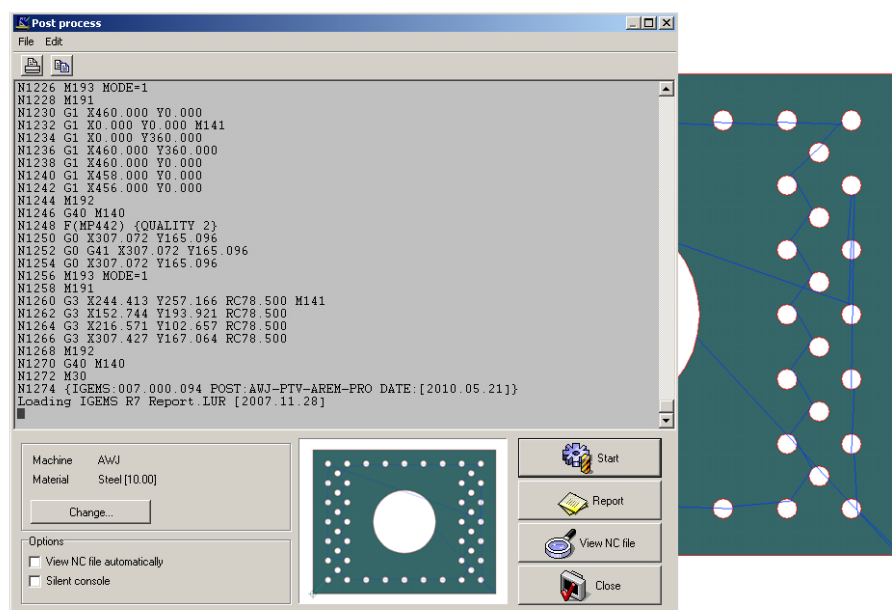 Post process
File Edit
N1226 M193 MODE=1
N1228 M191
N1230 G1 X460.000 Y0.000
N1232 G1 X0.000 Y0.000 M141
N1234 G1 X0.000 Y360.000
N1236 G1 X460.000 Y360.000
N1238 G1 X460.000 Y0.000
N1240 G1 X458.000 Y0.000
N1242 G1 X456.000 Y0.000
N1244 M192
N1246 G40 M140
N1248 F(MP442) {QUALITY 2}
N1250 G0 X307.072 Y165.096
N1252 G0 G41 X307.072 Y165.096
N1254 G0 X307.072 Y165.096
N1256 M193 MODE=1
N1258 M191
N1260 G3 X244.413 Y257.166 RC78.500 M141
N1262 G3 X152.744 Y193.921 RC78.500
N1264 G3 X216.571 Y102.657 RC78.500
N1266 G3 X307.427 Y167.064 RC78.500
N1268 M192
N1270 G40 M140
N1272 M30
N1274 {IGEMS:007.000.094 POST:AWJ-PTV-AREM-PRO DATE:[2010.05.21]}
Loading IGEMS R7 Report.LUR [2007.11.28]
Machine AWJ
Material Steel [10.00]
Change...
Options
View NC file automatically
Silent console
Start
Report
View NC file
Close